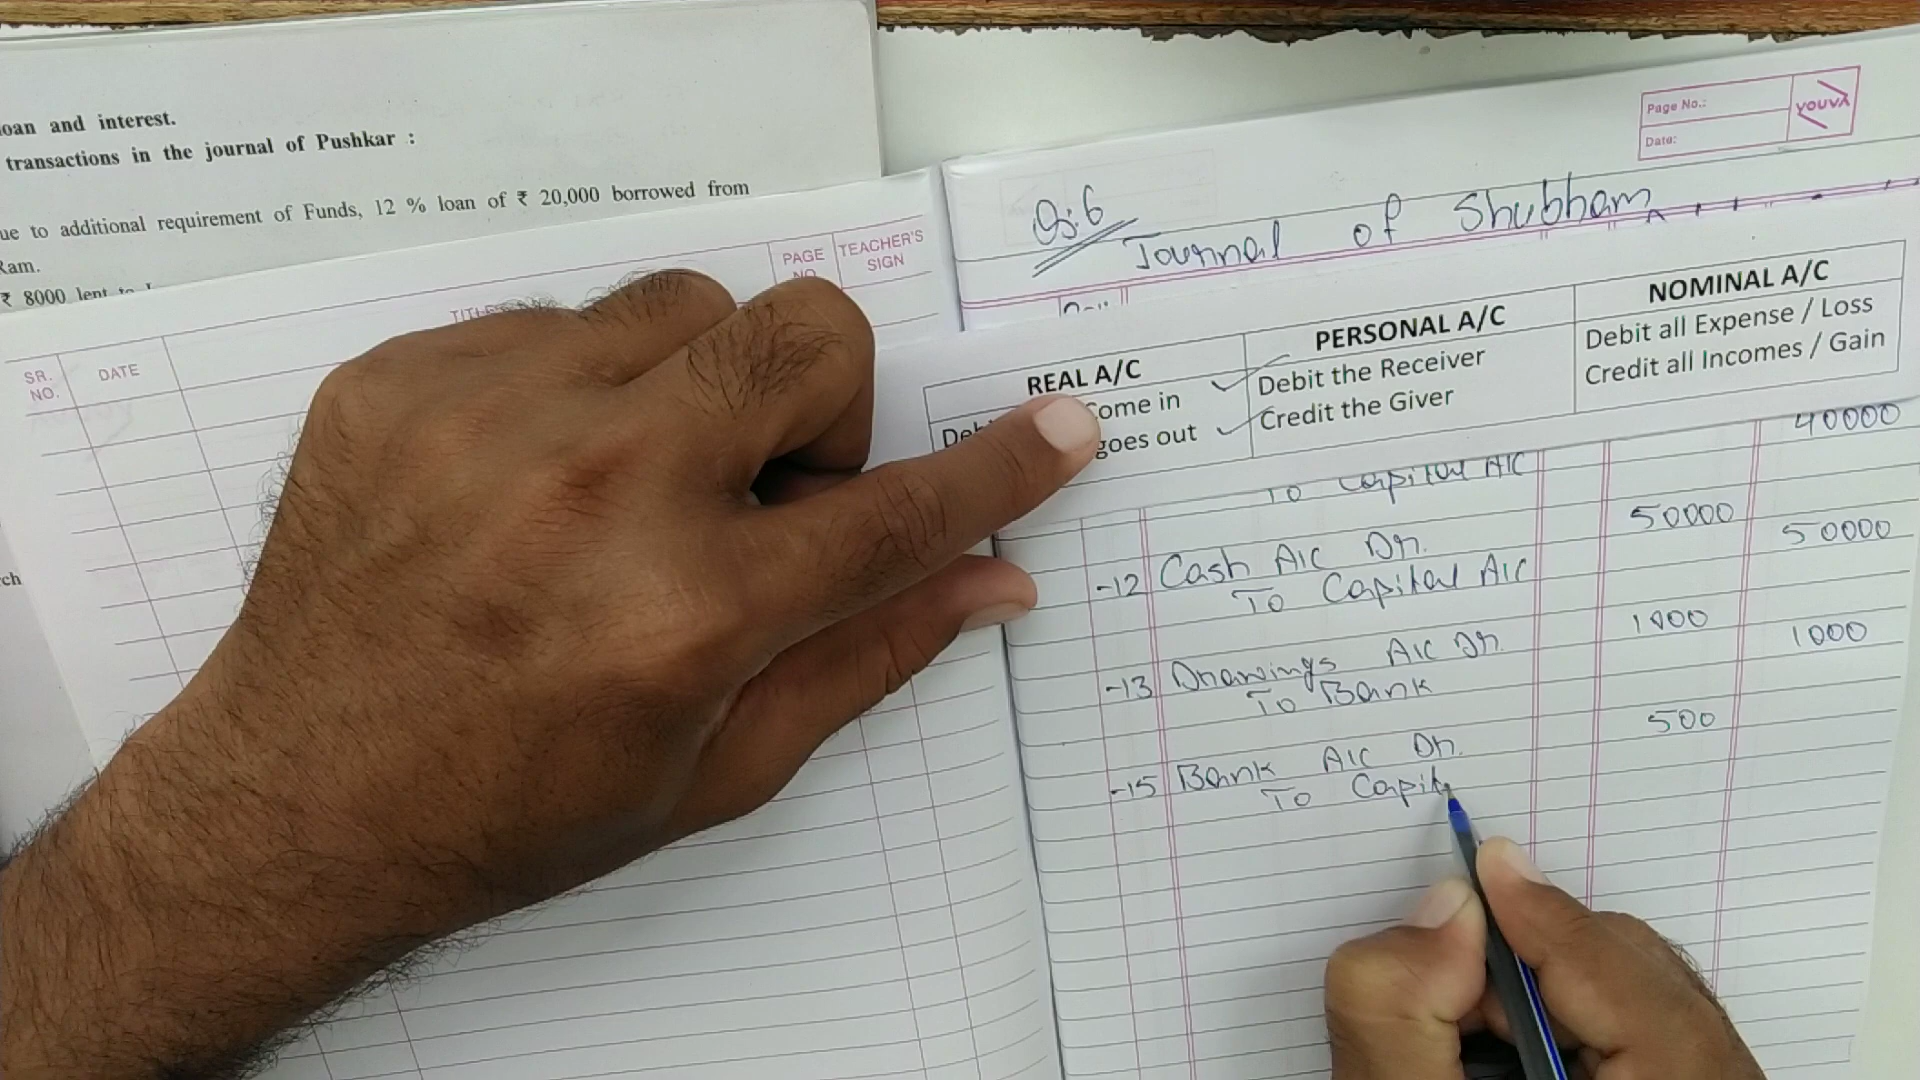 loan and interest.
transactions in the journal of Pushkar :
ue to additional requirement of Funds, 12 % loan of ₹ 20,000 borrowed from
Ram.
₹ 8000 lent to
SR. NO.
DATE
PAGE NO
TEACHER'S SIGN
ch
Page No.:
Date:
YOUVA
Q.6
Journal of Shubham
REAL A/C
PERSONAL A/C
NOMINAL A/C
Come in
Debit the Receiver
Debit all Expense / Loss
goes out
Credit the Giver
Credit all Incomes / Gain
To Capital A/C 40000
-12 Cash A/C Dr. 50000
To Capital A/C 50000
-13 Drawings A/C Dr. 1000
To Bank 1000
-15 Bank A/C Dr. 500
To Capit